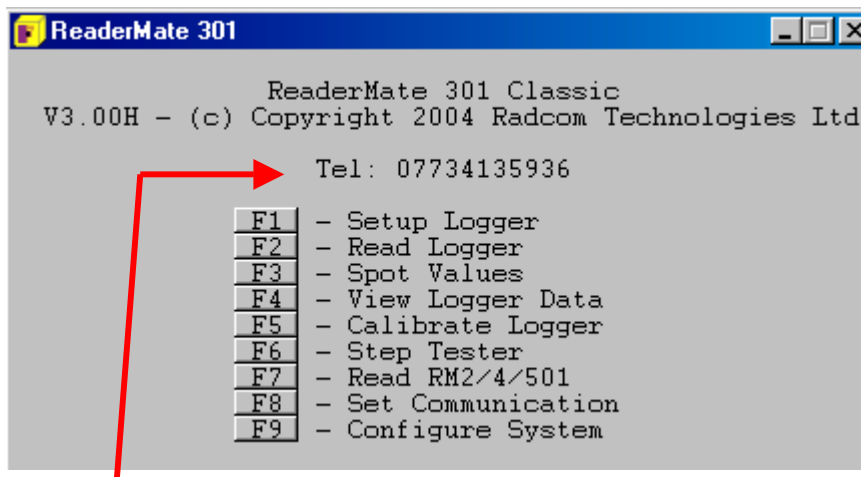 ReaderMate 301
ReaderMate 301 Classic
V3.00H - (c) Copyright 2004 Radcom Technologies Ltd
Tel: 07734135936
F1 - Setup Logger
F2 - Read Logger
F3 - Spot Values
F4 - View Logger Data
F5 - Calibrate Logger
F6 - Step Tester
F7 - Read RM2/4/501
F8 - Set Communication
F9 - Configure System